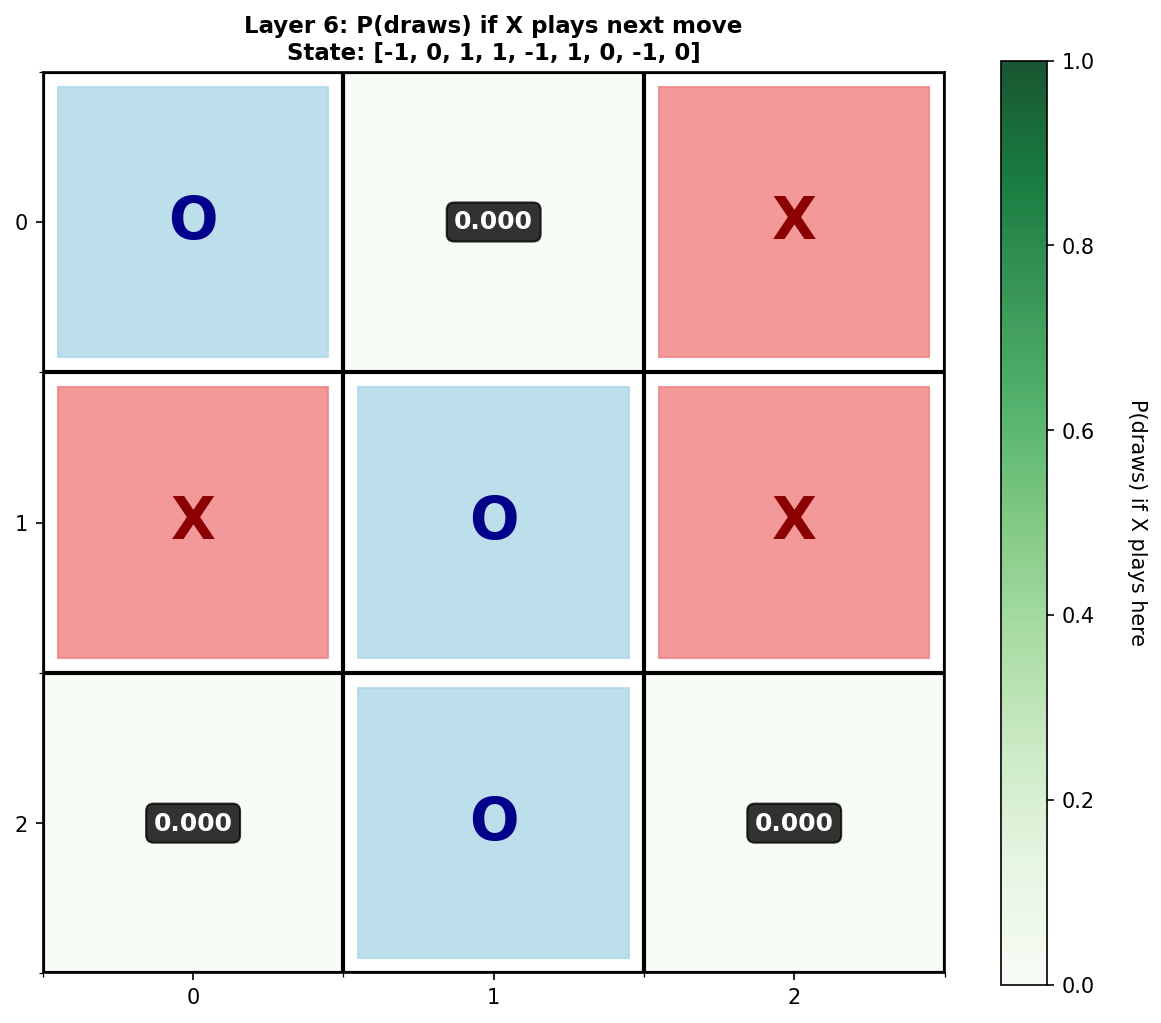 Layer 6: P(draws) if X plays next move
State: [-1, 0, 1, 1, -1, 1, 0, -1, 0]
0
O
0.000
X
1
X
O
X
2
0.000
O
0.000
0
1
2
1.0
0.8
0.6
0.4
0.2
0.0
P(draws) if X plays here